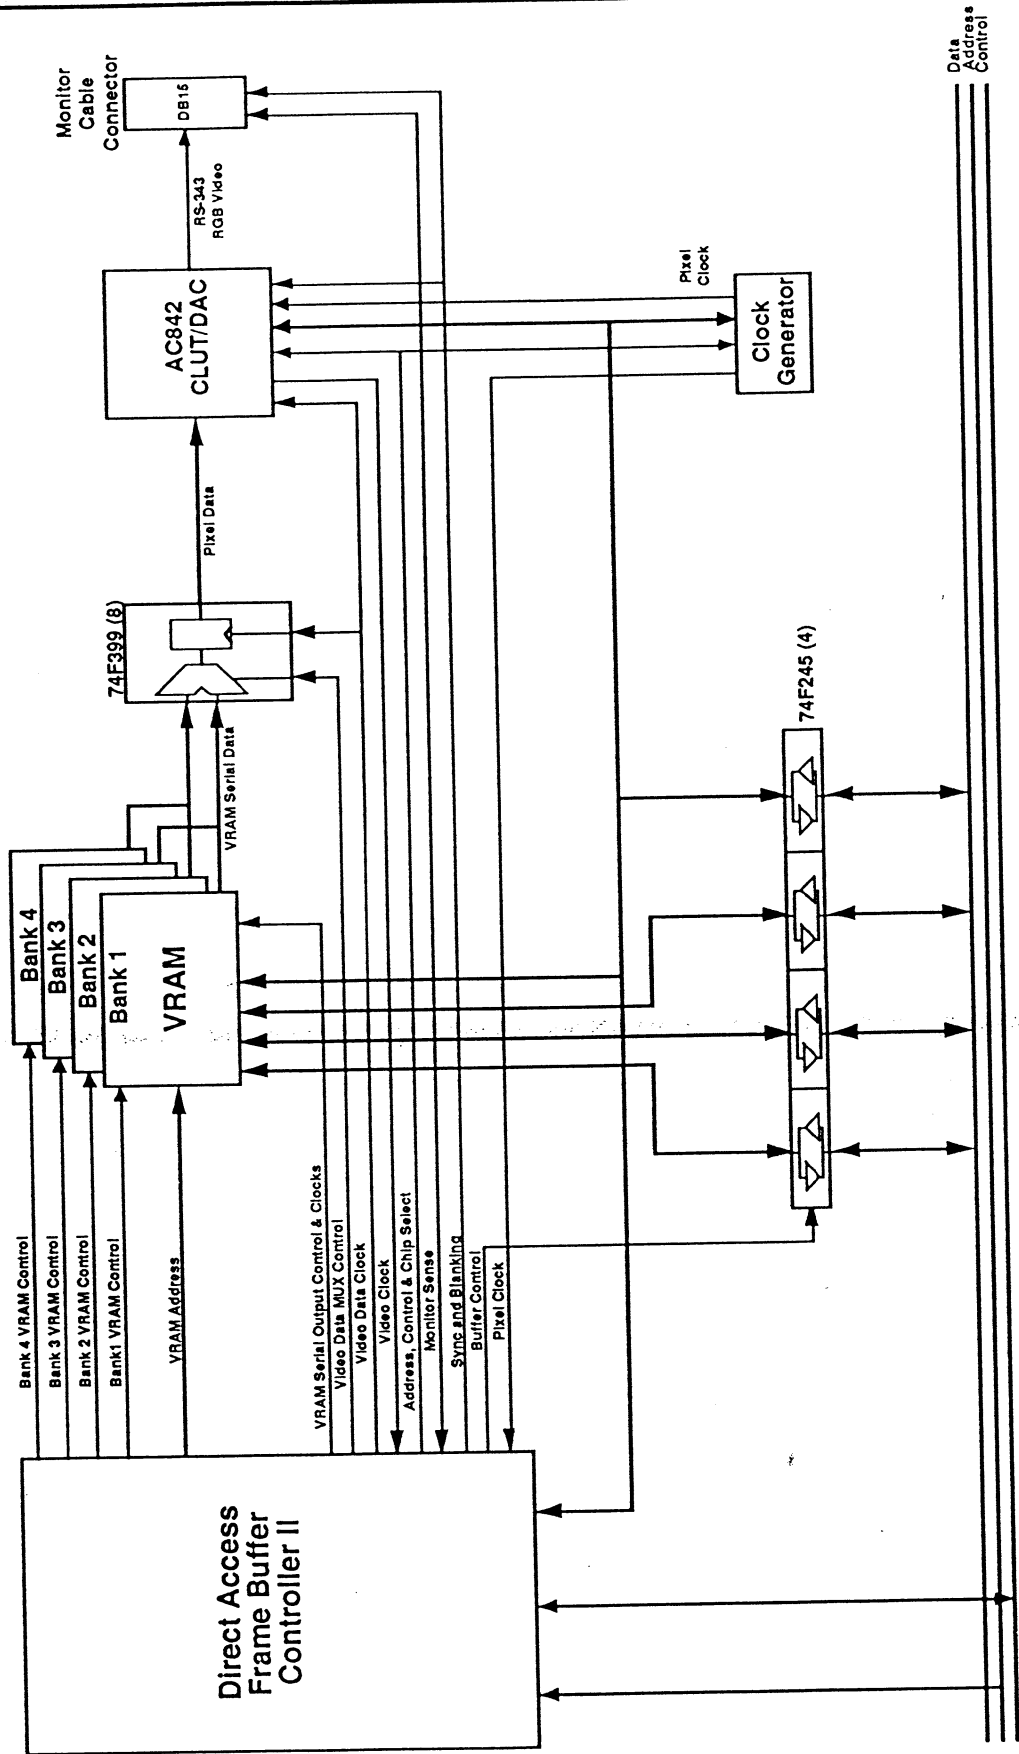 Direct Access
Frame Buffer
Controller II
Bank 4 VRAM Control
Bank 3 VRAM Control
Bank 2 VRAM Control
Bank1 VRAM Control
VRAM Address
VRAM Serial Output Control & Clocks
Video Data MUX Control
Video Data Clock
Video Clock
Address, Control & Chip Select
Monitor Sense
Sync and Blanking
Buffer Control
Pixel Clock
Bank 4
Bank 3
Bank 2
Bank 1
VRAM
VRAM Serial Data
74F399 (8)
Pixel Data
AC842
CLUT/DAC
RS-343
RGB Video
Monitor
Cable
Connector
DB15
Pixel
Clock
Clock
Generator
74F245 (4)
Data
Address
Control